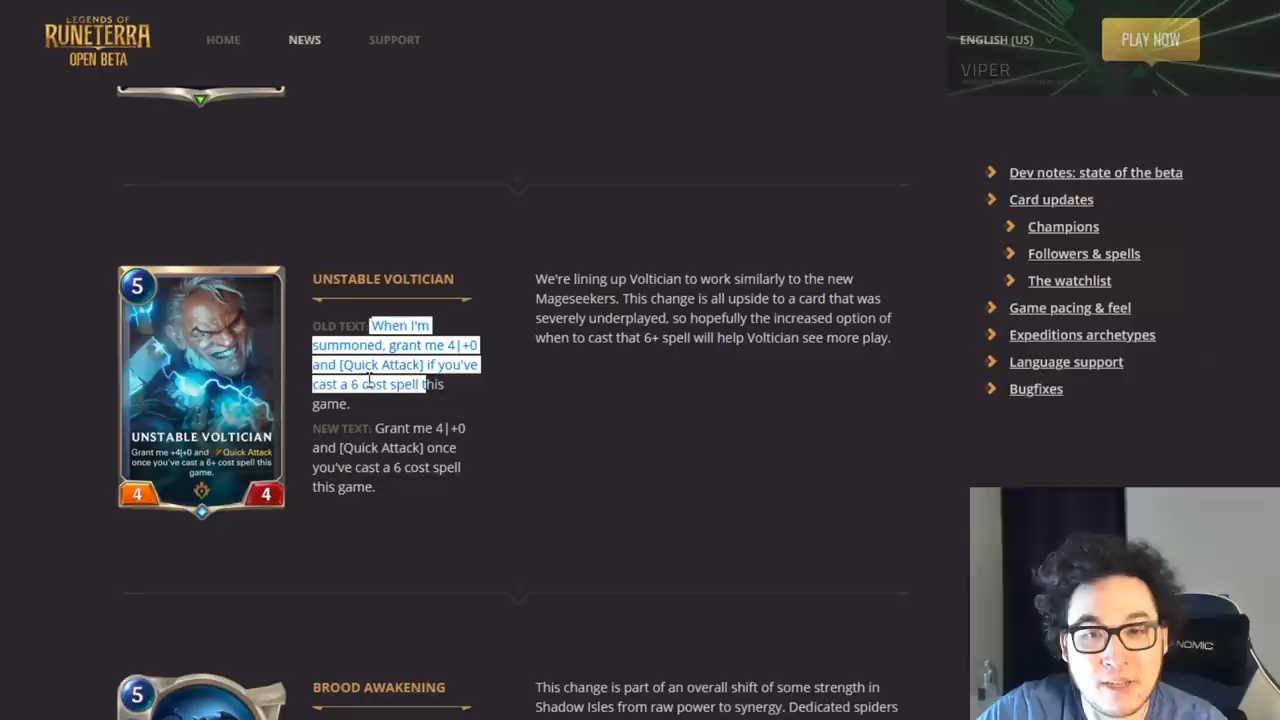 LEGENDS OF
RUNETERRA
OPEN BETA
HOME
NEWS
SUPPORT
ENGLISH (US)
PLAY NOW
VIPER
Dev notes: state of the beta
Card updates
Champions
Followers & spells
The watchlist
Game pacing & feel
Expeditions archetypes
Language support
Bugfixes
5
UNSTABLE VOLTICIAN
Grant me +4|+0 and Quick Attack
once you've cast a 6+ cost spell this
game.
4
4
UNSTABLE VOLTICIAN
OLD TEXT: When I'm
summoned, grant me 4|+0
and [Quick Attack] if you've
cast a 6 cost spell this
game.
NEW TEXT: Grant me 4|+0
and [Quick Attack] once
you've cast a 6 cost spell
this game.
We're lining up Voltician to work similarly to the new
Mageseekers. This change is all upside to a card that was
severely underplayed, so hopefully the increased option of
when to cast that 6+ spell will help Voltician see more play.
5
BROOD AWAKENING
This change is part of an overall shift of some strength in
Shadow Isles from raw power to synergy. Dedicated spiders
NOMIC